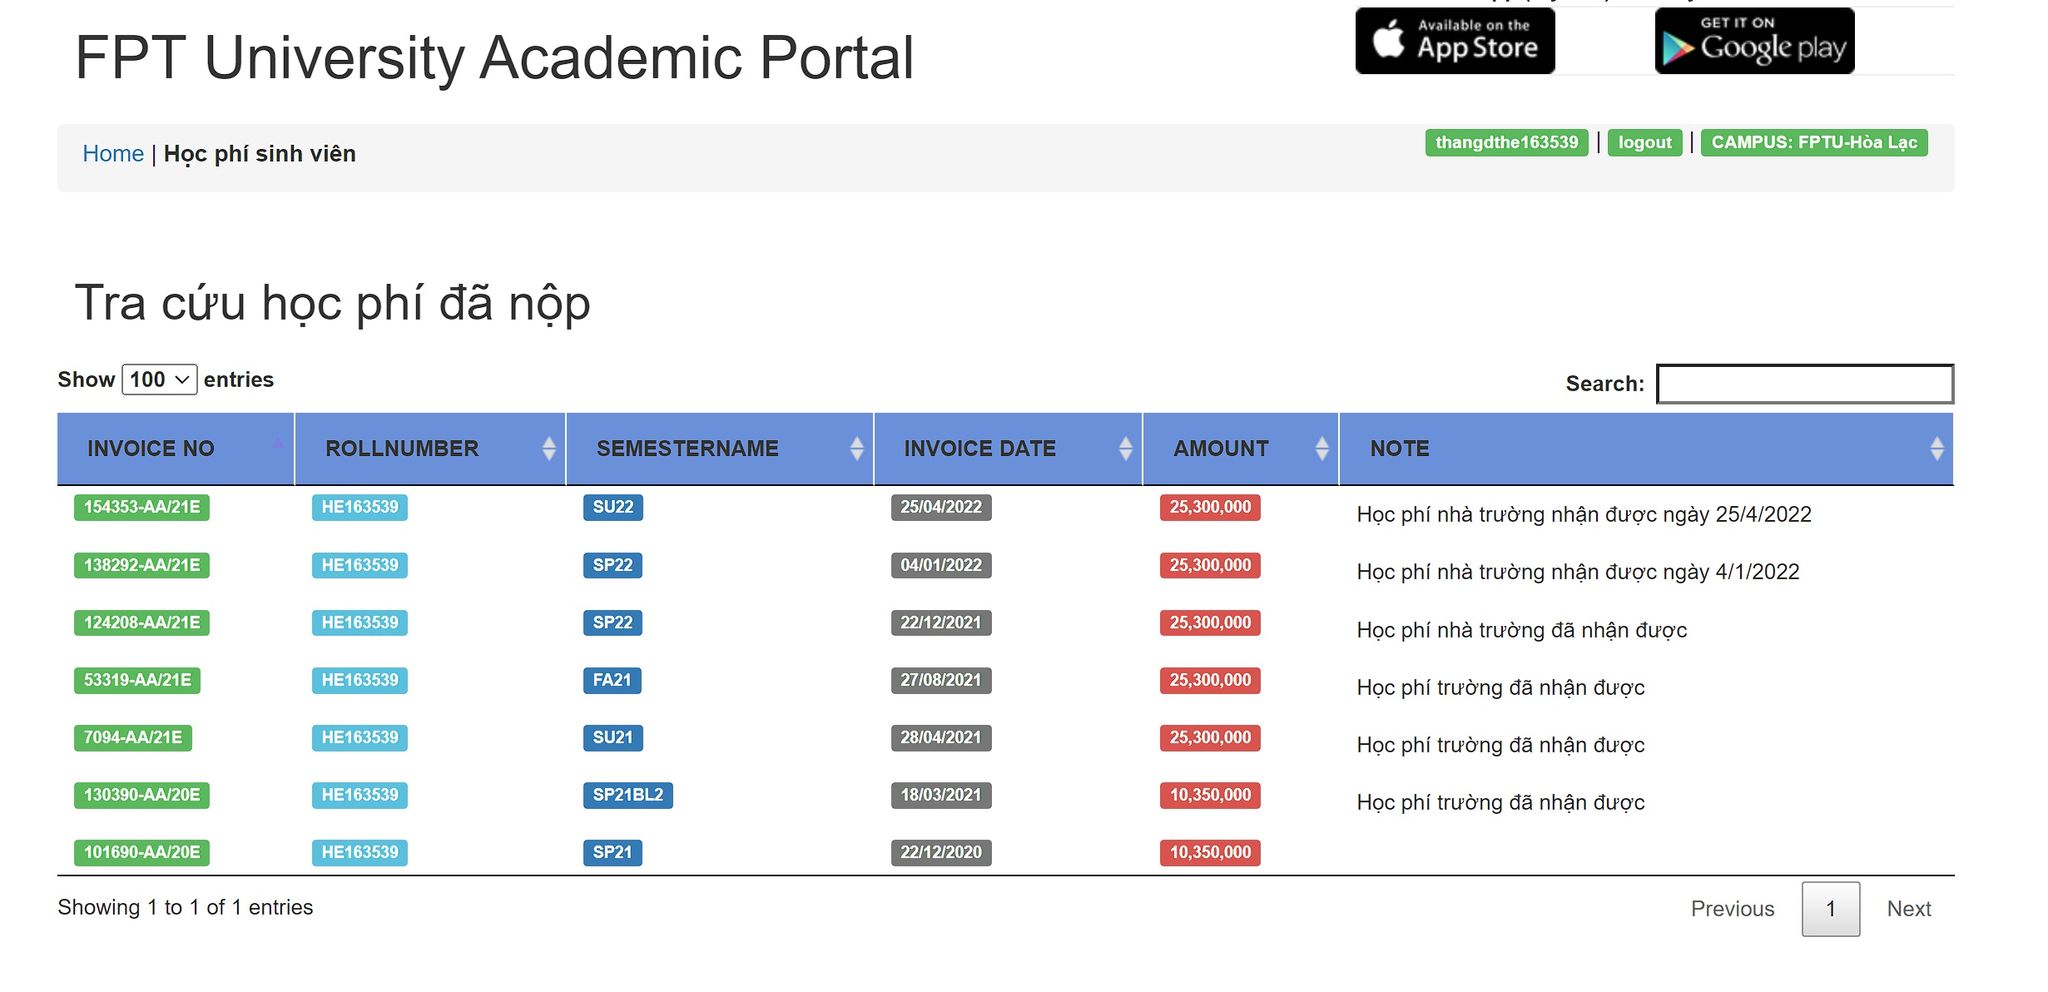 Available on the
App Store
GET IT ON
Google play
FPT University Academic Portal
Home | Học phí sinh viên
thangdthe163539 | logout | CAMPUS: FPTU-Hòa Lạc
Tra cứu học phí đã nộp
Show 100 entries
Search:
INVOICE NO ROLLNUMBER SEMESTERNAME INVOICE DATE AMOUNT NOTE
154353-AA/21E HE163539 SU22 25/04/2022 25,300,000 Học phí nhà trường nhận được ngày 25/4/2022
138292-AA/21E HE163539 SP22 04/01/2022 25,300,000 Học phí nhà trường nhận được ngày 4/1/2022
124208-AA/21E HE163539 SP22 22/12/2021 25,300,000 Học phí nhà trường đã nhận được
53319-AA/21E HE163539 FA21 27/08/2021 25,300,000 Học phí trường đã nhận được
7094-AA/21E HE163539 SU21 28/04/2021 25,300,000 Học phí trường đã nhận được
130390-AA/20E HE163539 SP21BL2 18/03/2021 10,350,000 Học phí trường đã nhận được
101690-AA/20E HE163539 SP21 22/12/2020 10,350,000
Showing 1 to 1 of 1 entries
Previous 1 Next